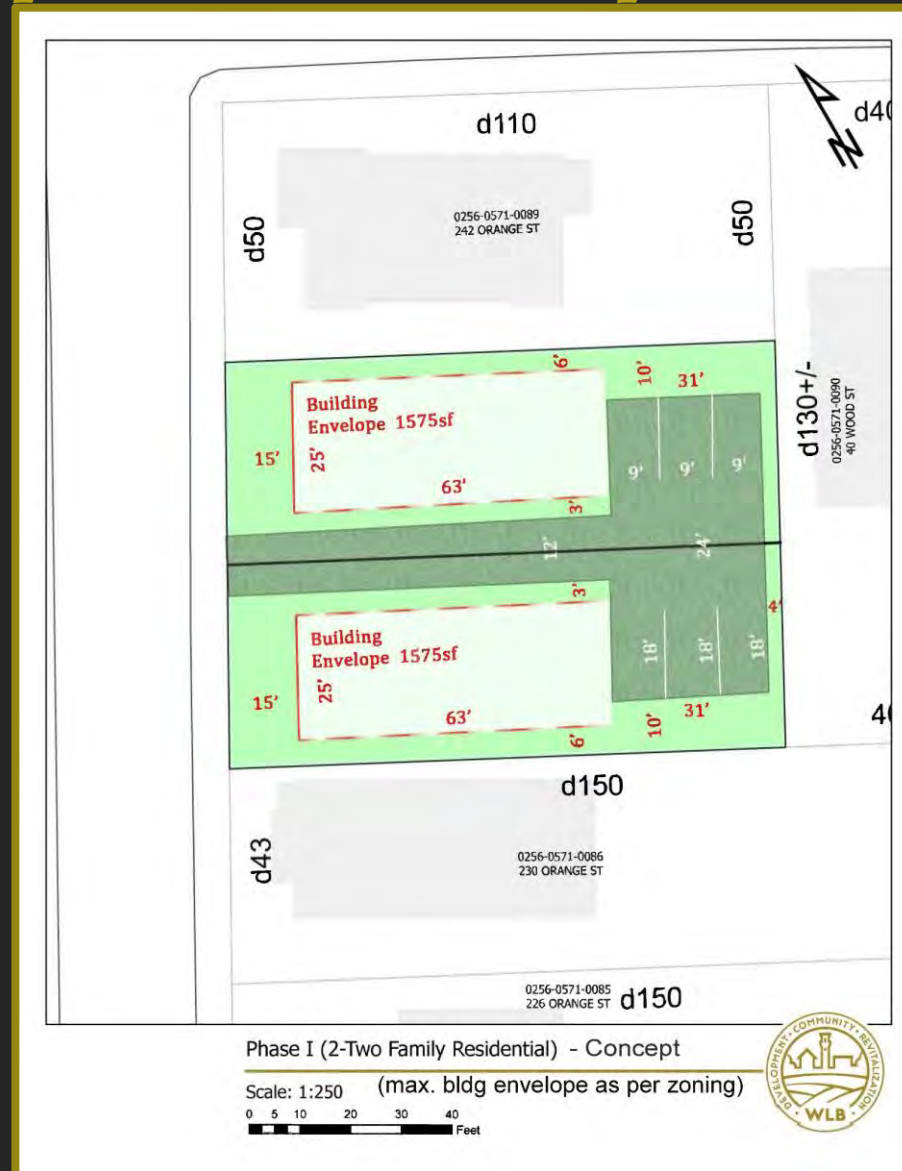 d110
d40
d50
0256-0571-0089
242 ORANGE ST
d50
6'
10'
31'
Building
Envelope 1575sf
15'
25'
63'
9'
9'
9'
d130+/-
0256-0571-0090
40 WOOD ST
3'
12'
24'
3'
4'
Building
Envelope 1575sf
15'
25'
63'
18'
18'
18'
6'
10'
31'
40
d150
d43
0256-0571-0086
230 ORANGE ST
0256-0571-0085
226 ORANGE ST
d150
N
Phase I (2-Two Family Residential) - Concept
Scale: 1:250
(max. bldg envelope as per zoning)
0 5 10 20 30 40
Feet
DEVELOPMENT · COMMUNITY · REVITALIZATION
WLB